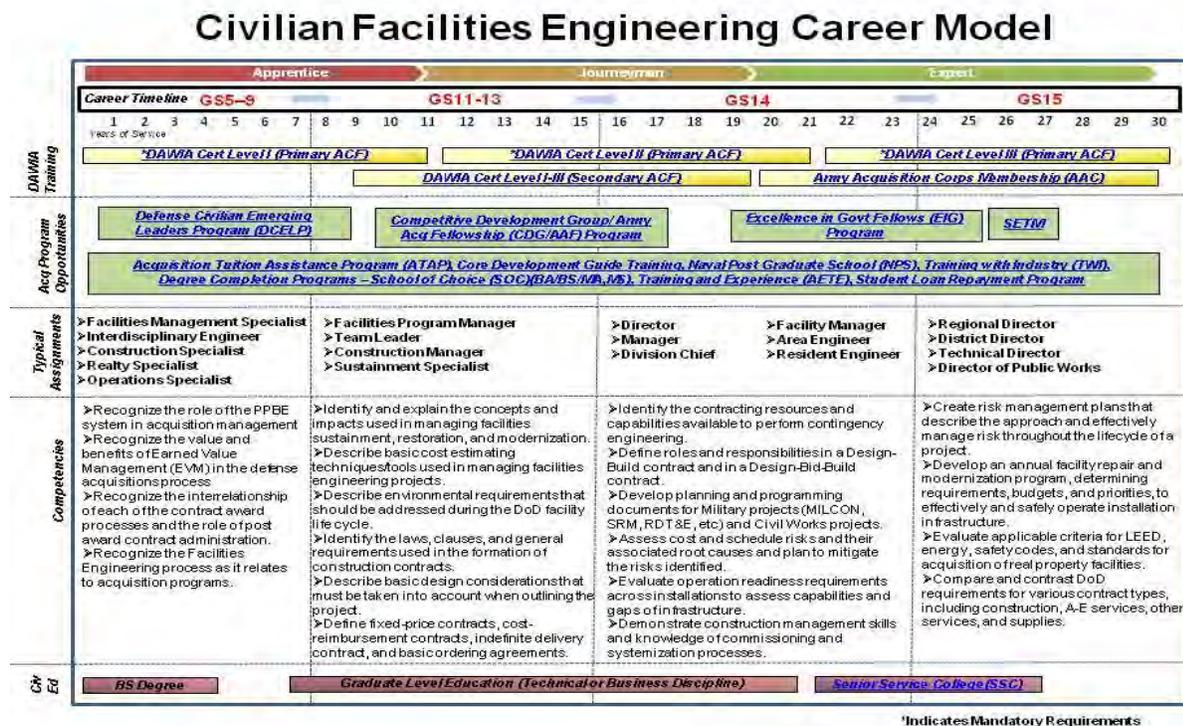 Civilian Facilities Engineering Career Model
Apprentice
Journeyman
Expert
Career Timeline GS5–9 GS11-13 GS14 GS15
1 2 3 4 5 6 7 8 9 10 11 12 13 14 15 16 17 18 19 20 21 22 23 24 25 26 27 28 29 30
Years of Service
DAWIA
Training
*DAWIA Cert Level I (Primary ACF)
*DAWIA Cert Level II (Primary ACF)
*DAWIA Cert Level III (Primary ACF)
DAWIA Cert Level I-III (Secondary ACF)
Army Acquisition Corps Membership (AAC)
Acq Program
Opportunities
Defense Civilian Emerging
Leaders Program (DCELP)
Competitive Development Group/ Army
Acq Fellowship (CDG/AAF) Program
Excellence in Govt Fellows (EIG)
Program
SETM
Acquisition Tuition Assistance Program (ATAP), Core Development Guide Training, Naval Post Graduate School (NPS), Training with Industry (TWI),
Degree Completion Programs – School of Choice (SOC)(BA/BS/MA,MS), Training and Experience (AETE), Student Loan Repayment Program
Typical
Assignments
➢Facilities Management Specialist
➢Interdisciplinary Engineer
➢Construction Specialist
➢Realty Specialist
➢Operations Specialist
➢Facilities Program Manager
➢Team Leader
➢Construction Manager
➢Sustainment Specialist
➢Director
➢Manager
➢Division Chief
➢Facility Manager
➢Area Engineer
➢Resident Engineer
➢Regional Director
➢District Director
➢Technical Director
➢Director of Public Works
Competencies
➢Recognize the role of the PPBE
system in acquisition management
➢Recognize the value and
benefits of Earned Value
Management (EVM) in the defense
acquisitions process
➢Recognize the interrelationship
of each of the contract award
processes and the role of post
award contract administration.
➢Recognize the Facilities
Engineering process as it relates
to acquisition programs.
➢Identify and explain the concepts and
impacts used in managing facilities
sustainment, restoration, and modernization.
➢Describe basic cost estimating
techniques/tools used in managing facilities
engineering projects.
➢Describe environmental requirements that
should be addressed during the DoD facility
life cycle.
➢Identify the laws, clauses, and general
requirements used in the formation of
construction contracts.
➢Describe basic design considerations that
must be taken into account when outlining the
project.
➢Define fixed-price contracts, cost-
reimbursement contracts, indefinite delivery
contract, and basic ordering agreements.
➢Identify the contracting resources and
capabilities available to perform contingency
engineering.
➢Define roles and responsibilities in a Design-
Build contract and in a Design-Bid-Build
contract.
➢Develop planning and programming
documents for Military projects (MILCON,
SRM, RDT&E, etc) and Civil Works projects.
➢Assess cost and schedule risks and their
associated root causes and plan to mitigate
the risks identified.
➢Evaluate operation readiness requirements
across installations to assess capabilities and
gaps of infrastructure.
➢Demonstrate construction management skills
and knowledge of commissioning and
systemization processes.
➢Create risk management plans that
describe the approach and effectively
manage risk throughout the lifecycle of a
project.
➢Develop an annual facility repair and
modernization program, determining
requirements, budgets, and priorities, to
effectively and safely operate installation
infrastructure.
➢Evaluate applicable criteria for LEED,
energy, safety codes, and standards for
acquisition of real property facilities.
➢Compare and contrast DoD
requirements for various contract types,
including construction, A-E services, other
services, and supplies.
Civ
Ed
BS Degree
Graduate Level Education (Technical or Business Discipline)
Senior Service College (SSC)
*Indicates Mandatory Requirements